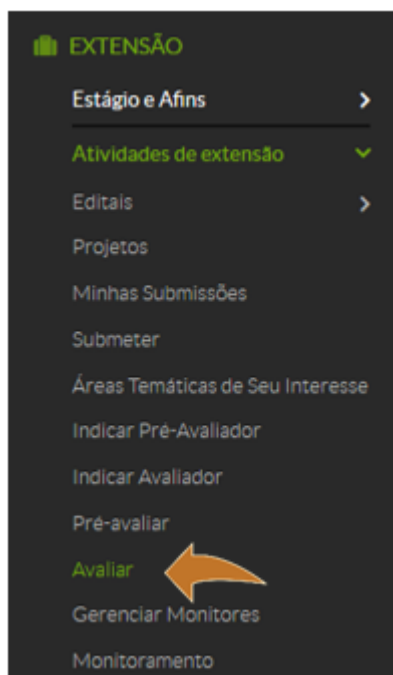 EXTENSÃO
Estágio e Afins
Atividades de extensão
Editais
Projetos
Minhas Submissões
Submeter
Áreas Temáticas de Seu Interesse
Indicar Pré-Avaliador
Indicar Avaliador
Pré-avaliar
Avaliar
Gerenciar Monitores
Monitoramento